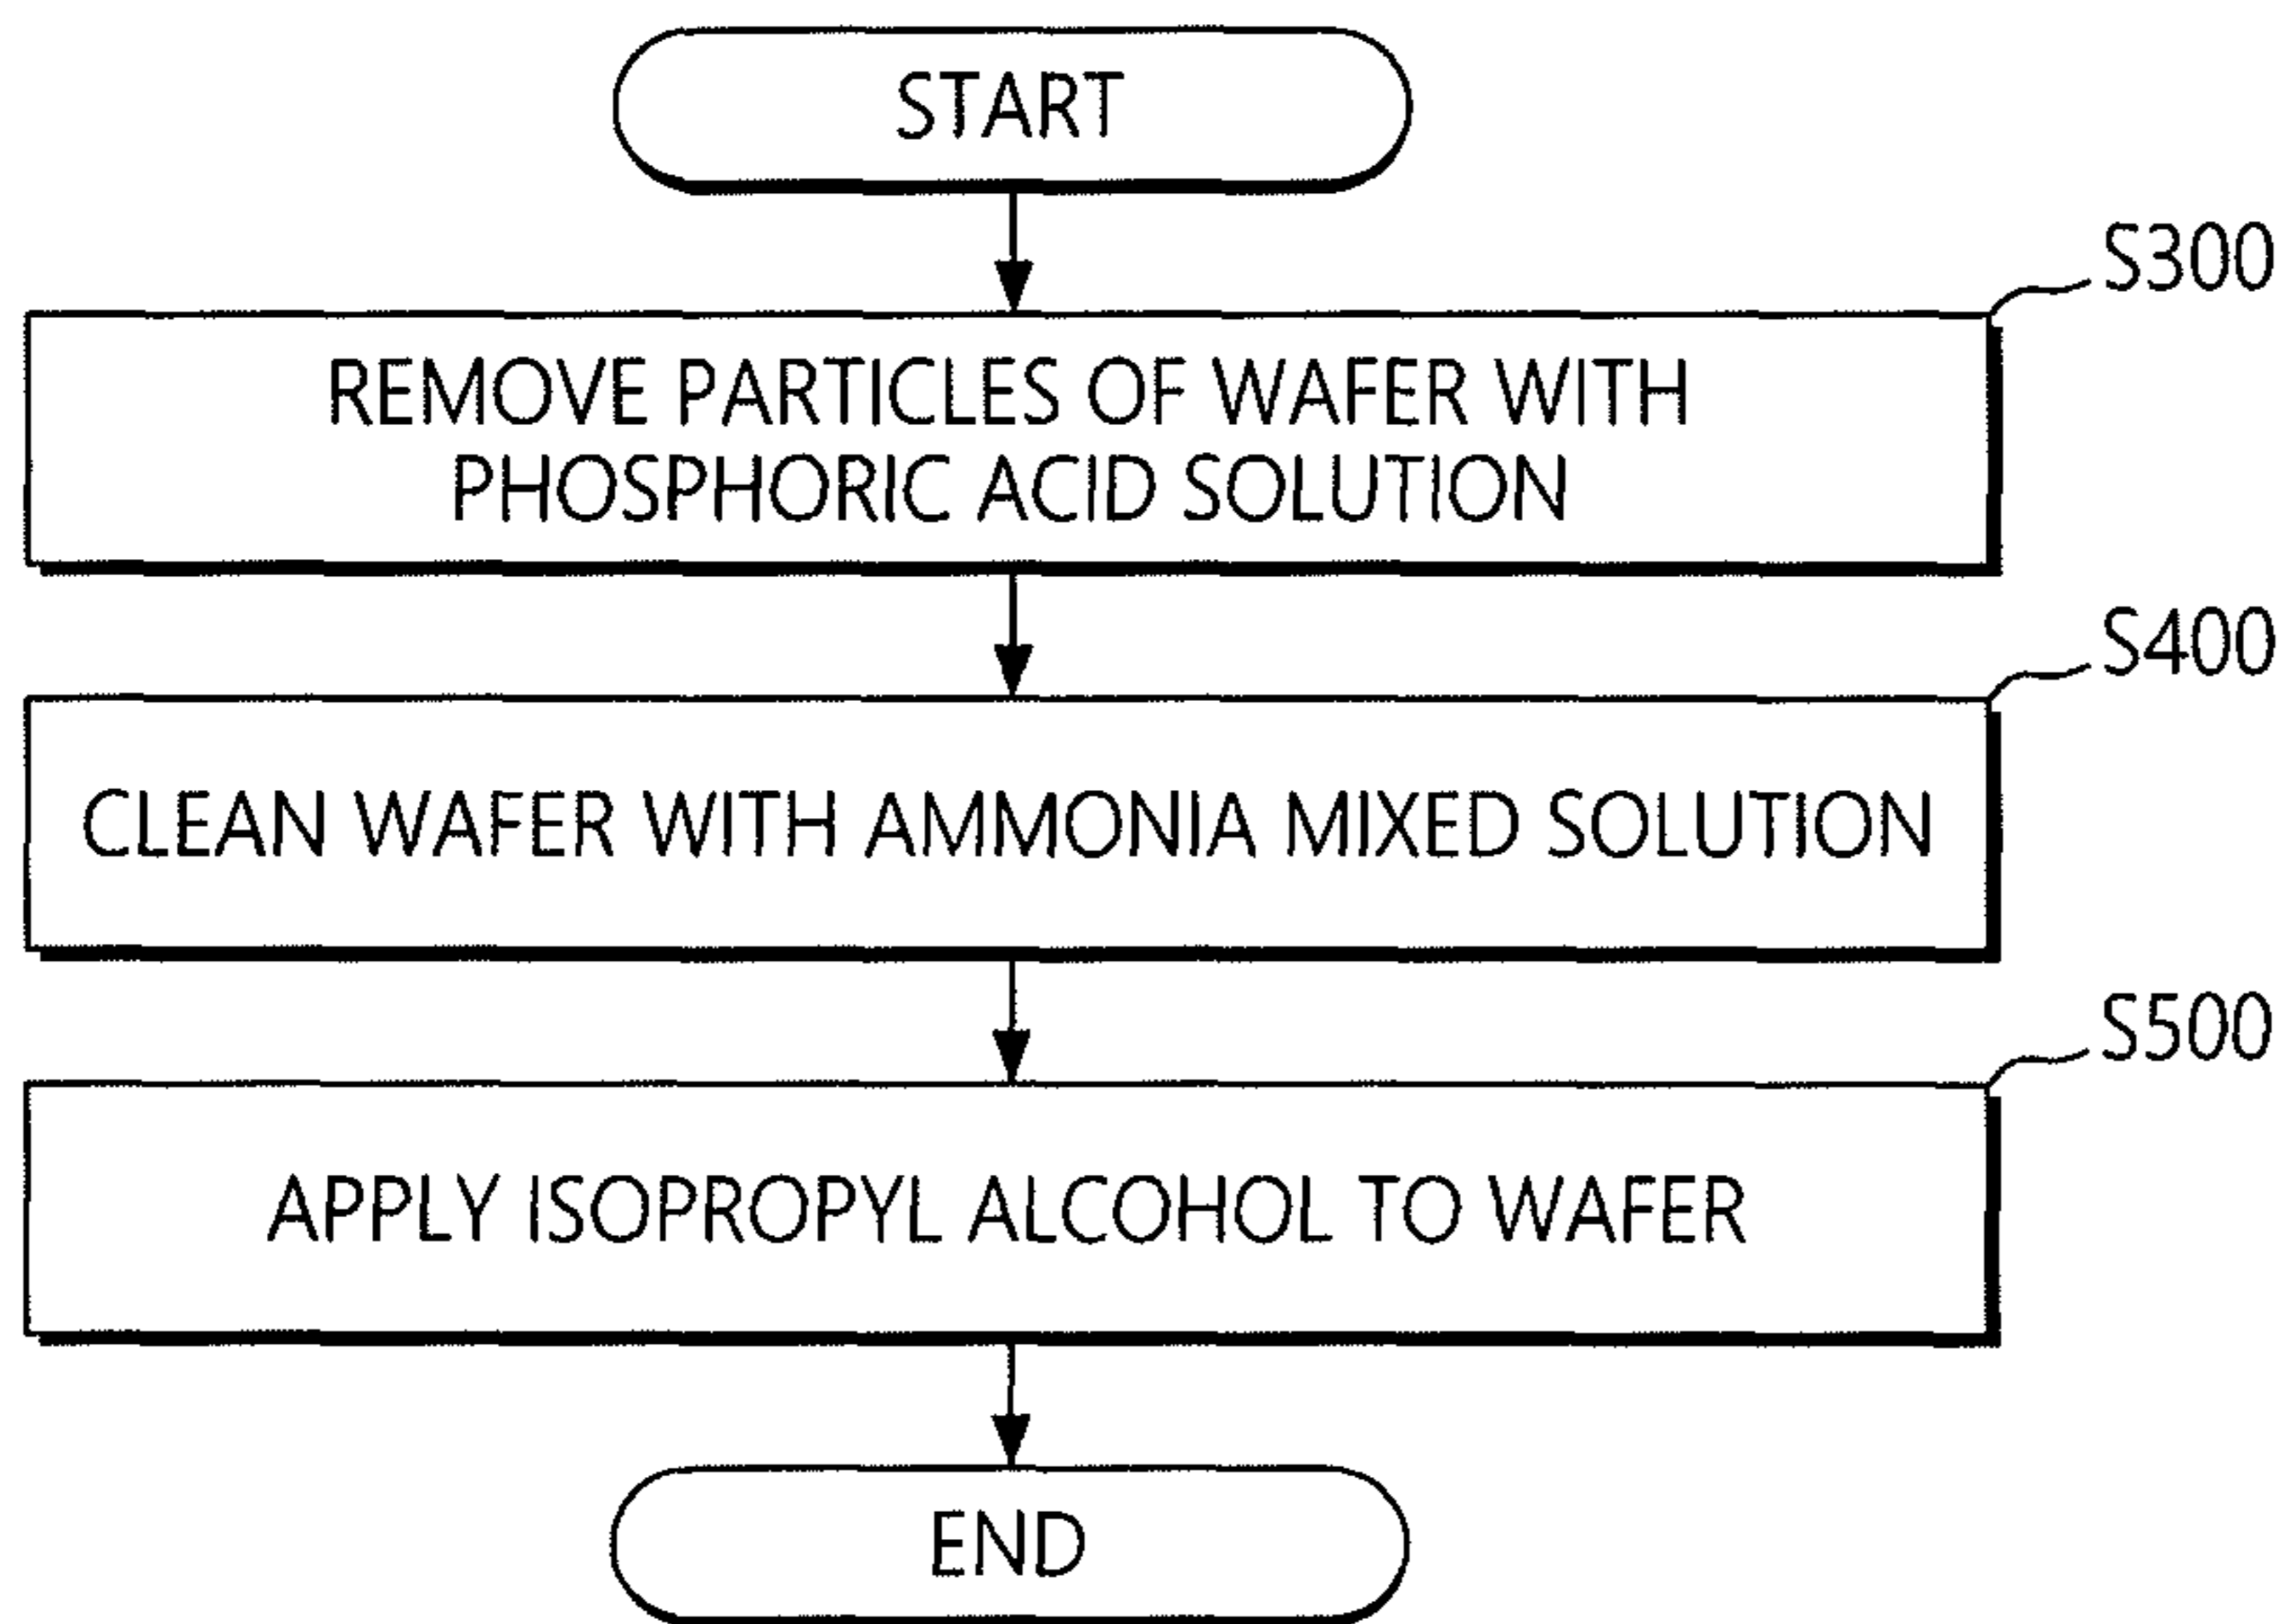 START
S300
REMOVE PARTICLES OF WAFER WITH
PHOSPHORIC ACID SOLUTION
S400
CLEAN WAFER WITH AMMONIA MIXED SOLUTION
S500
APPLY ISOPROPYL ALCOHOL TO WAFER
END